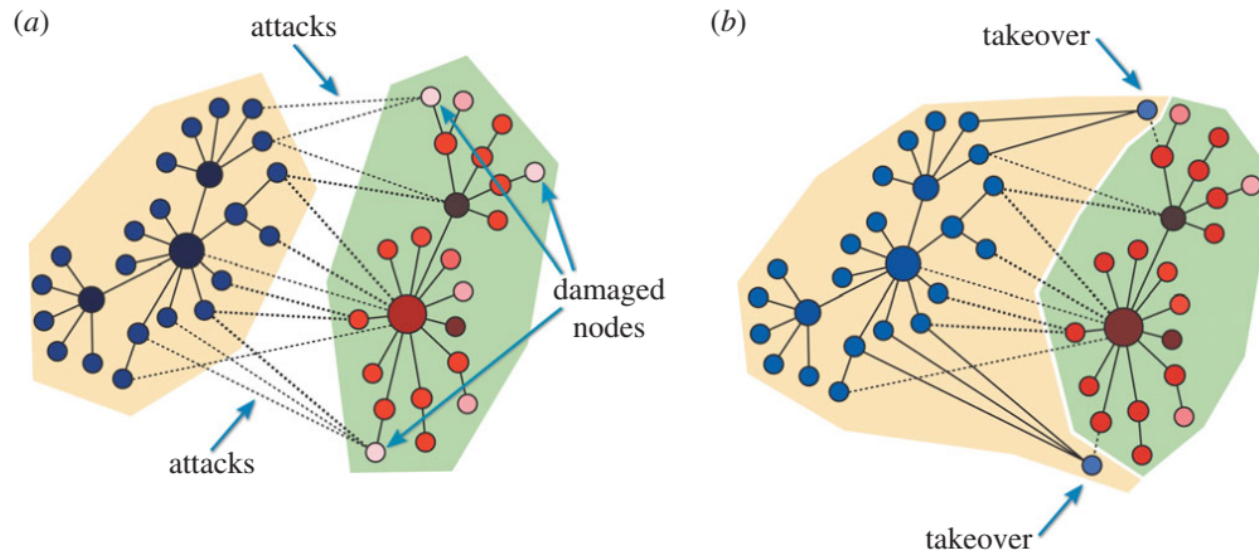 (a)
attacks
damaged
nodes
attacks
(b)
takeover
takeover